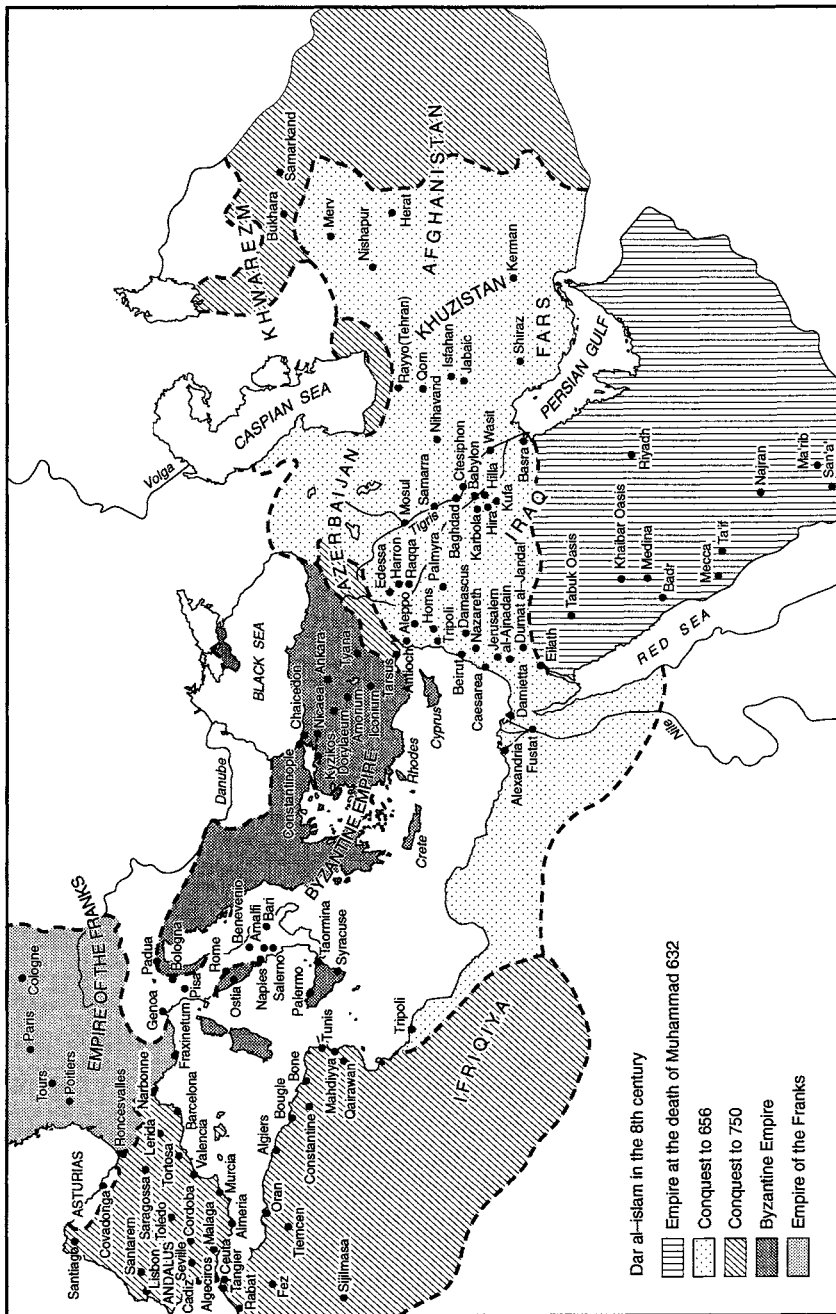 Santiago
ASTURIAS
Covadonga
Roncesvalles
Santarem
Saragossa
Lerida
Lisbon
Toledo
Tortosa
Barcelona
ANDALUS
Cordoba
Valencia
Seville
Cadiz
Malaga
Murcia
Algeciros
Ceuta
Almeria
Tangier
Rabat
Fez
Sijilmasa
Tlemcen
Oran
Algiers
Bougie
Bone
Constantine
Tunis
Mahdiyya
Qairawan
Tripoli
IFRIQIYA
Tours
Poitiers
Paris
Cologne
EMPIRE OF THE FRANKS
Narbonne
Fraxinetum
Genoa
Padua
Bologna
Pisa
Rome
Ostia
Benevenio
Amalfi
Bari
Naples
Salerno
Palermo
Taormina
Syracuse
BYZANTINE EMPIRE
Danube
Constantinople
Chalcedon
Nicaea
Ankara
Kyzikos
Dorylaeum
Amorium
Iconium
Tyana
Tarsus
Rhodes
Crete
Cyprus
BLACK SEA
Volga
CASPIAN SEA
KHWAREZM
Bukhara
Samarkand
Merv
Nishapur
Herat
AFGHANISTAN
KHUZISTAN
Kerman
FARS
Shiraz
Rayyo (Tehran)
Qom
Isfahan
Jabaic
Nihavand
AZERBAIJAN
Mosul
Samarra
Tigris
Edessa
Harron
Raqqa
Aleppo
Antioch
Homs
Palmyra
Tripoli
Baghdad
Ctesiphon
Babylon
Wasit
Karbola
Hilla
Hira
Kufa
Basra
IRAQ
Beirut
Damascus
Nazareth
Caesarea
Jerusalem
al–Ajnadain
Dumat al–Jandal
Eilath
Damietta
Alexandria
Fustat
Nile
RED SEA
PERSIAN GULF
Tabuk Oasis
Khaibar Oasis
Medina
Badr
Riyadh
Mecca
Ta'if
Najran
Ma'rib
San'a'
Dar al–islam in the 8th century
Empire at the death of Muhammad 632
Conquest to 656
Conquest to 750
Byzantine Empire
Empire of the Franks